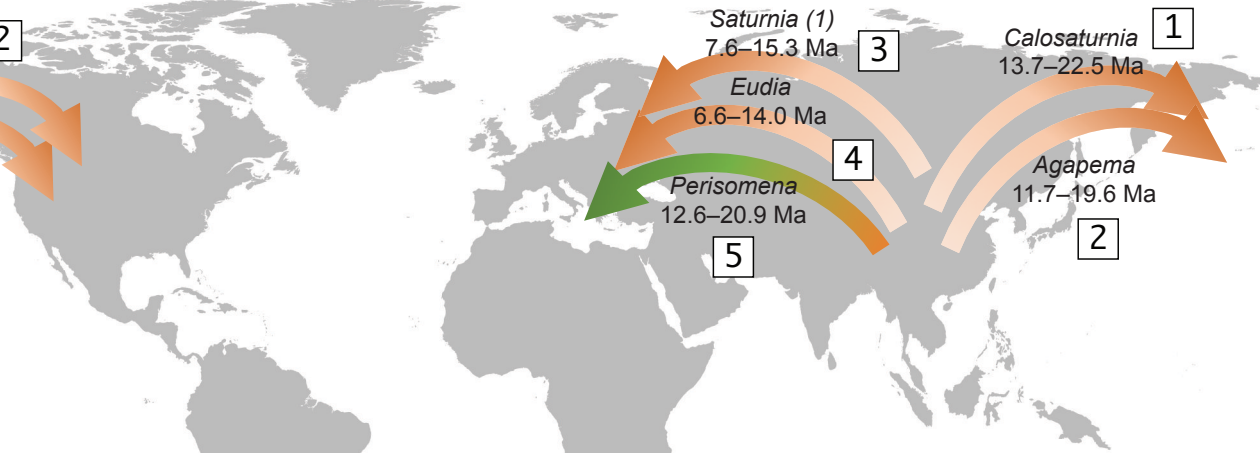 2
Saturnia (1)
7.6–15.3 Ma
3
Calosaturnia
13.7–22.5 Ma
1
Eudia
6.6–14.0 Ma
4
Agapema
11.7–19.6 Ma
2
Perisomena
12.6–20.9 Ma
5